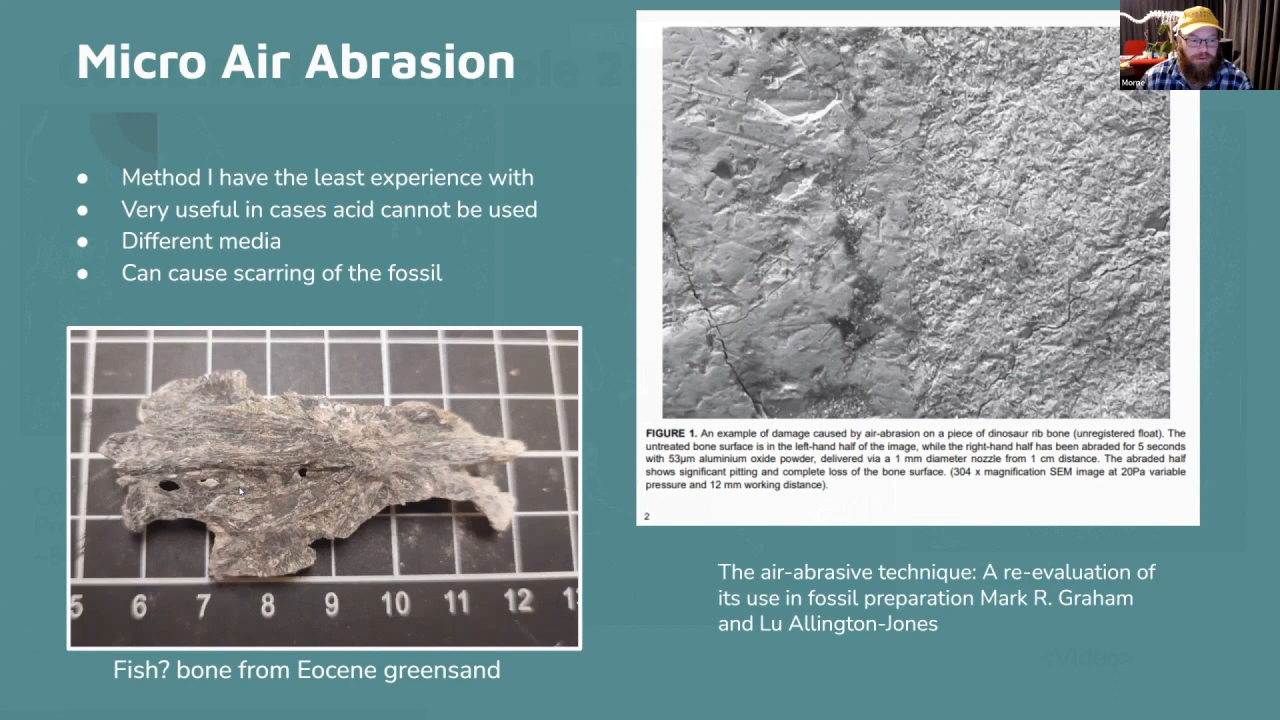 Micro Air Abrasion
● Method I have the least experience with
● Very useful in cases acid cannot be used
● Different media
● Can cause scarring of the fossil
5 6 7 8 9 10 11 12
Fish? bone from Eocene greensand
FIGURE 1. An example of damage caused by air-abrasion on a piece of dinosaur rib bone (unregistered float). The
untreated bone surface is in the left-hand half of the image, while the right-hand half has been abraded for 5 seconds
with 53µm aluminium oxide powder, delivered via a 1 mm diameter nozzle from 1 cm distance. The abraded half
shows significant pitting and complete loss of the bone surface. (304 x magnification SEM image at 20Pa variable
pressure and 12 mm working distance).
2
The air-abrasive technique: A re-evaluation of
its use in fossil preparation Mark R. Graham
and Lu Allington-Jones
<Video>